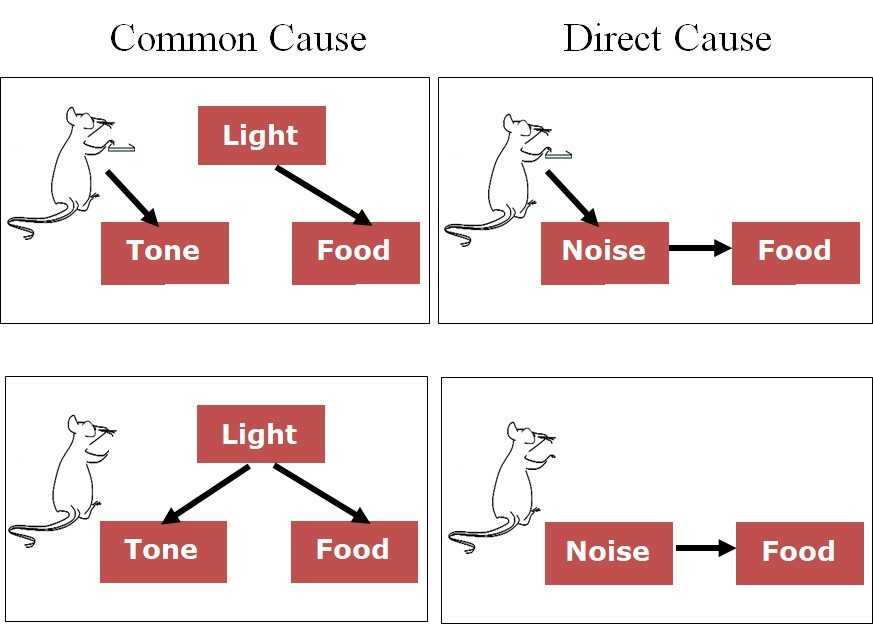 Common Cause
Direct Cause
Light
Tone
Food
Noise
Food
Light
Tone
Food
Noise
Food